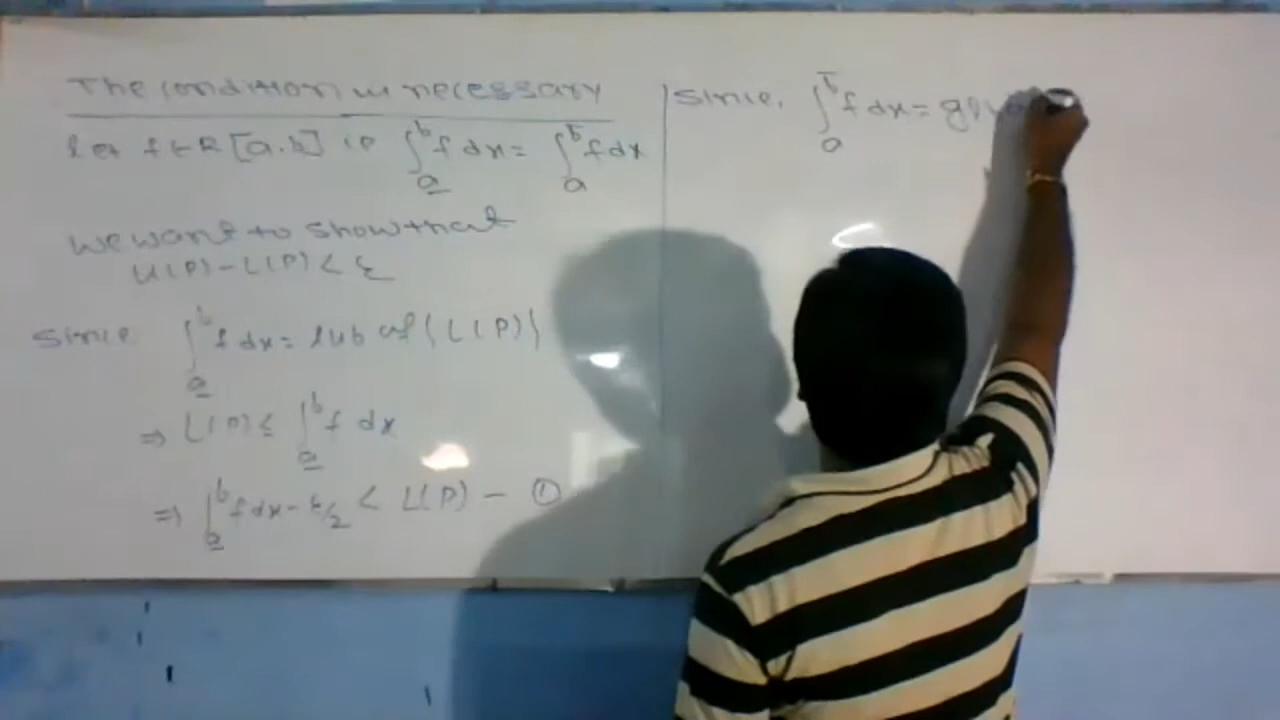 The condition is necessary
let f∈R[a,b] ie ∫_a̲^b f dx = ∫_a^b̅ f dx
we want to show that
U(P)-L(P)<ε
Since ∫_a̲^b f dx = lub of {L(P)}
⇒ L(P)≤ ∫_a̲^b f dx
⇒ ∫_a̲^b f dx - ε/2 < L(P) - ①
Since, ∫_a^b̅ f dx = gl